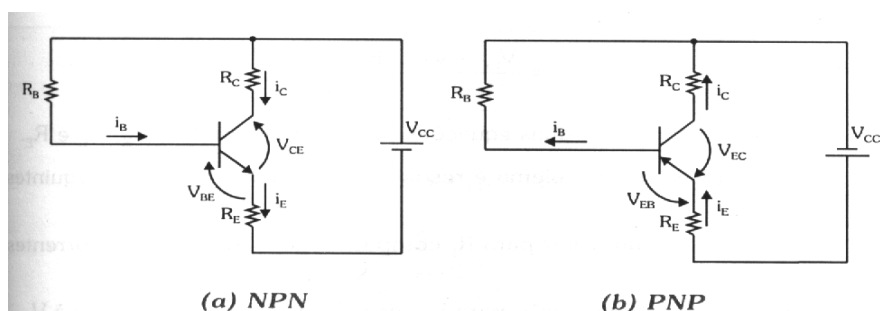 R_B
R_C
i_C
i_B
V_CE
V_CC
V_BE
R_E
i_E
(a) NPN
R_B
R_C
i_C
i_B
V_EC
V_CC
V_EB
R_E
i_E
(b) PNP